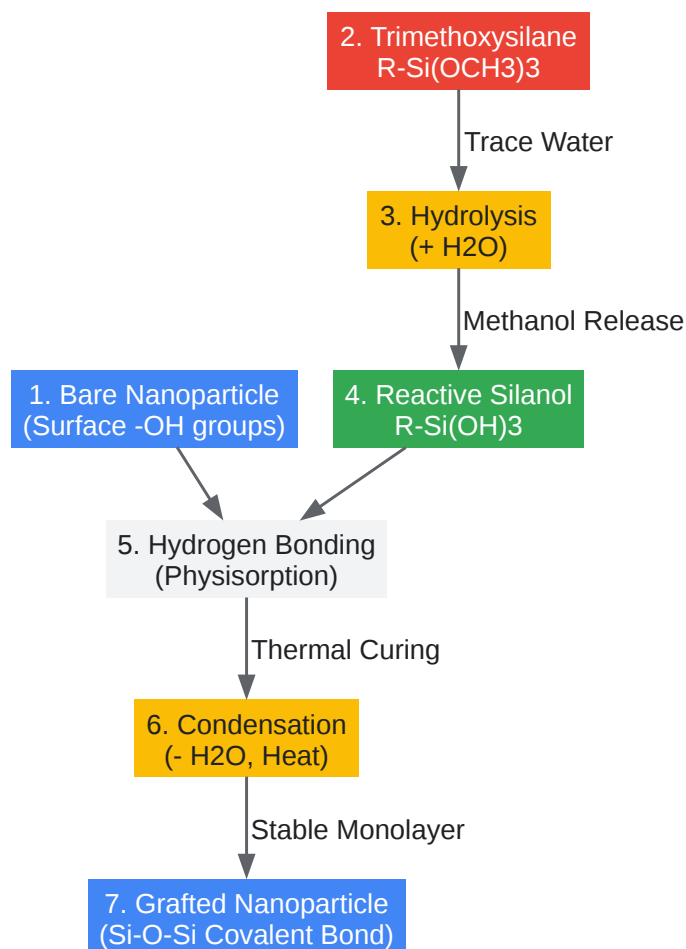 2. Trimethoxysilane
R-Si(OCH3)3
Trace Water
3. Hydrolysis
(+ H2O)
Methanol Release
1. Bare Nanoparticle
(Surface -OH groups)
4. Reactive Silanol
R-Si(OH)3
5. Hydrogen Bonding
(Physisorption)
Thermal Curing
6. Condensation
(- H2O, Heat)
Stable Monolayer
7. Grafted Nanoparticle
(Si-O-Si Covalent Bond)